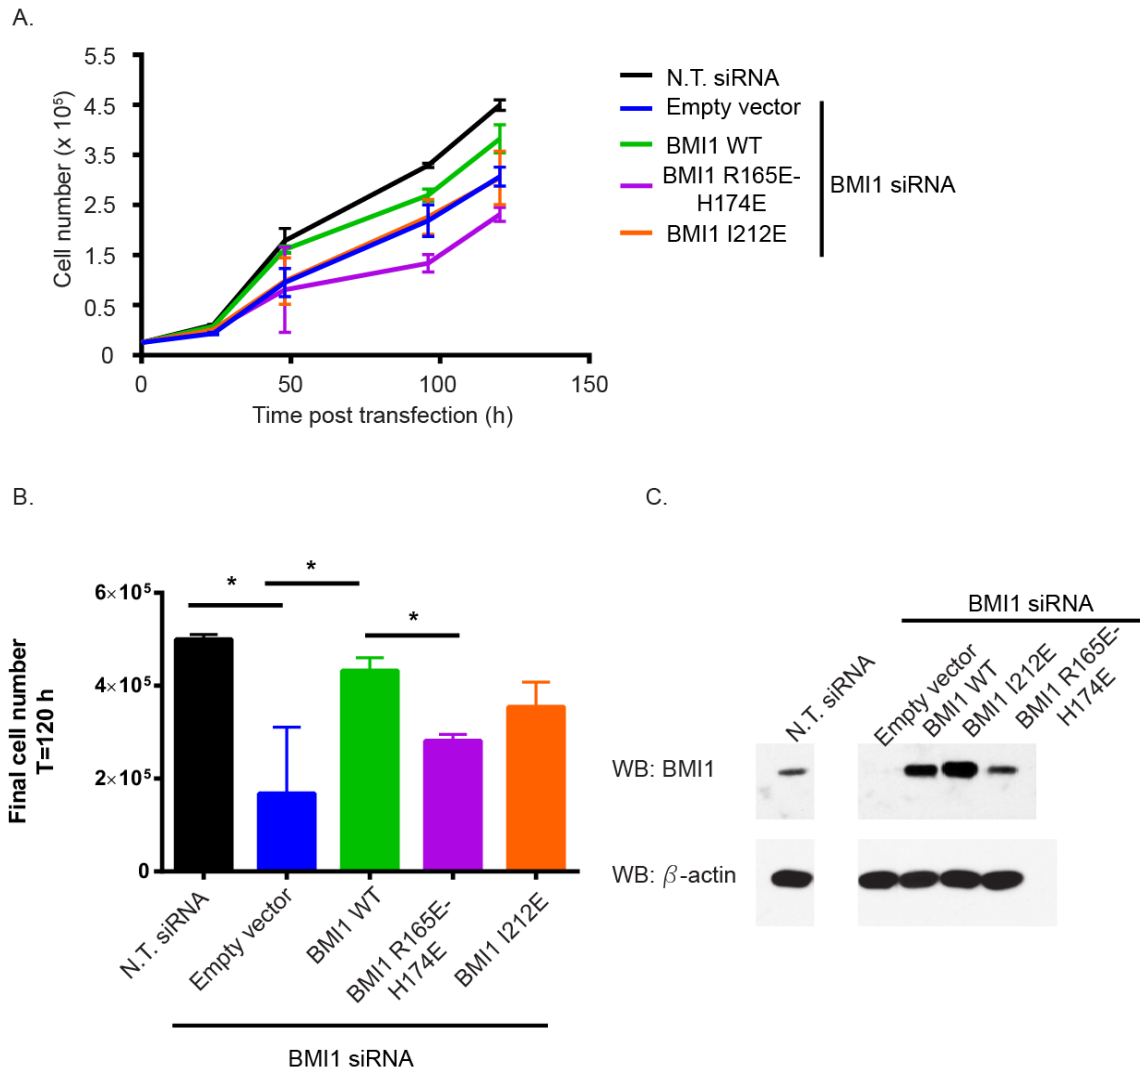 A.
5.5
4.5
3.5
2.5
1.5
0.5
0
Cell number (x 10⁵)
0
50
100
150
Time post transfection (h)
N.T. siRNA
Empty vector
BMI1 WT
BMI1 R165E-
H174E
BMI1 I212E
BMI1 siRNA
B.
6×10⁵
4×10⁵
2×10⁵
0
Final cell number
T=120 h
*
*
*
N.T. siRNA
Empty vector
BMI1 WT
BMI1 R165E-
H174E
BMI1 I212E
BMI1 siRNA
C.
BMI1 siRNA
N.T. siRNA
Empty vector
BMI1 WT
BMI1 I212E
BMI1 R165E-
H174E
WB: BMI1
WB: β-actin